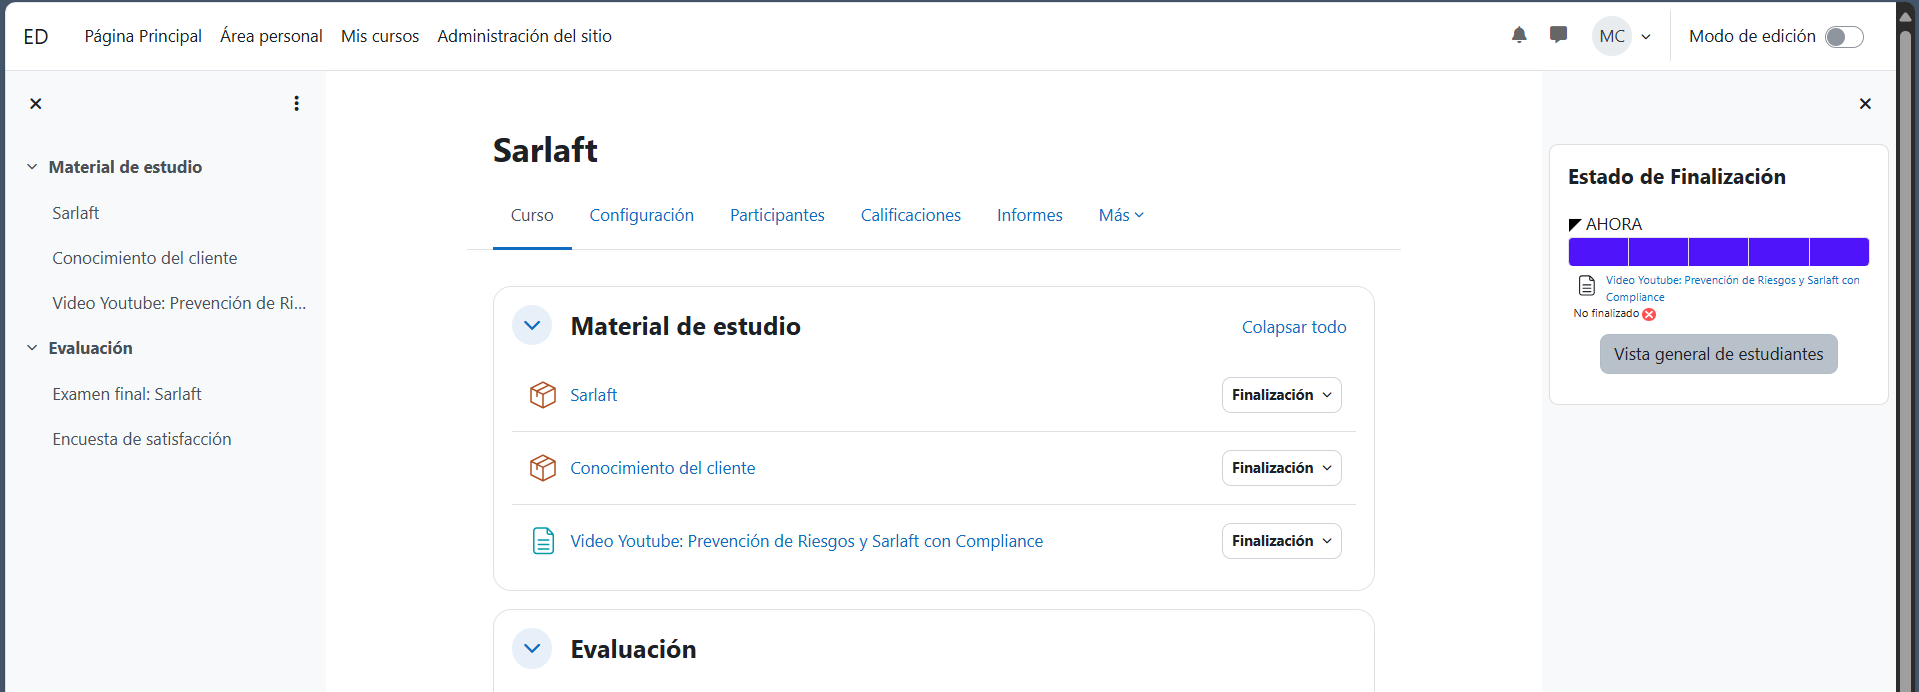 ED
Página Principal
Área personal
Mis cursos
Administración del sitio
MC
Modo de edición
Material de estudio
Sarlaft
Conocimiento del cliente
Video Youtube: Prevención de Ri...
Evaluación
Examen final: Sarlaft
Encuesta de satisfacción
Sarlaft
Curso
Configuración
Participantes
Calificaciones
Informes
Más
Material de estudio
Colapsar todo
Sarlaft
Finalización
Conocimiento del cliente
Finalización
Video Youtube: Prevención de Riesgos y Sarlaft con Compliance
Finalización
Evaluación
Estado de Finalización
AHORA
Video Youtube: Prevención de Riesgos y Sarlaft con
Compliance
No finalizado
Vista general de estudiantes